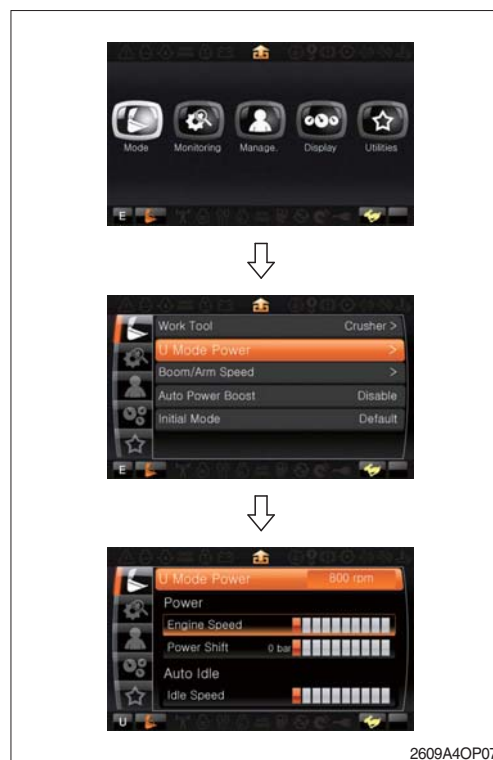 Mode Monitoring Manage. Display Utilities
E
Work Tool Crusher >
U Mode Power >
Boom/Arm Speed >
Auto Power Boost Disable
Initial Mode Default
E
U Mode Power 800 rpm
Power
Engine Speed
Power Shift 0 bar
Auto Idle
Idle Speed
U
2609A4OP07